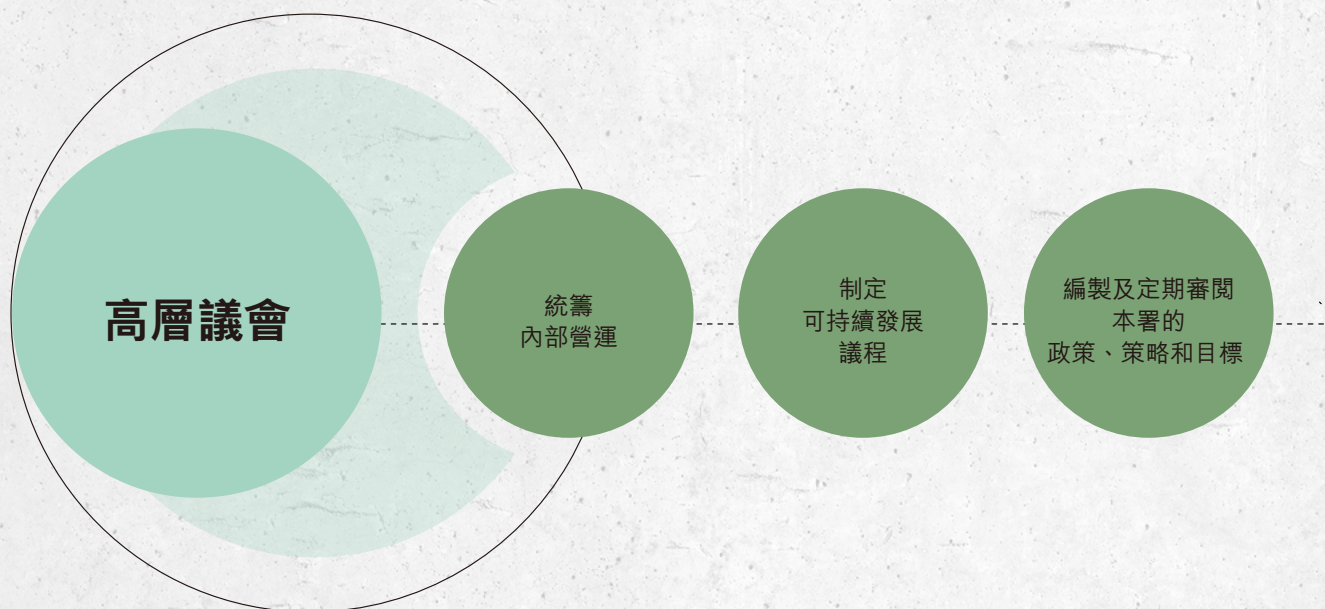 高層議會
統籌
內部營運
制定
可持續發展
議程
編製及定期審閱
本署的
政策、策略和目標